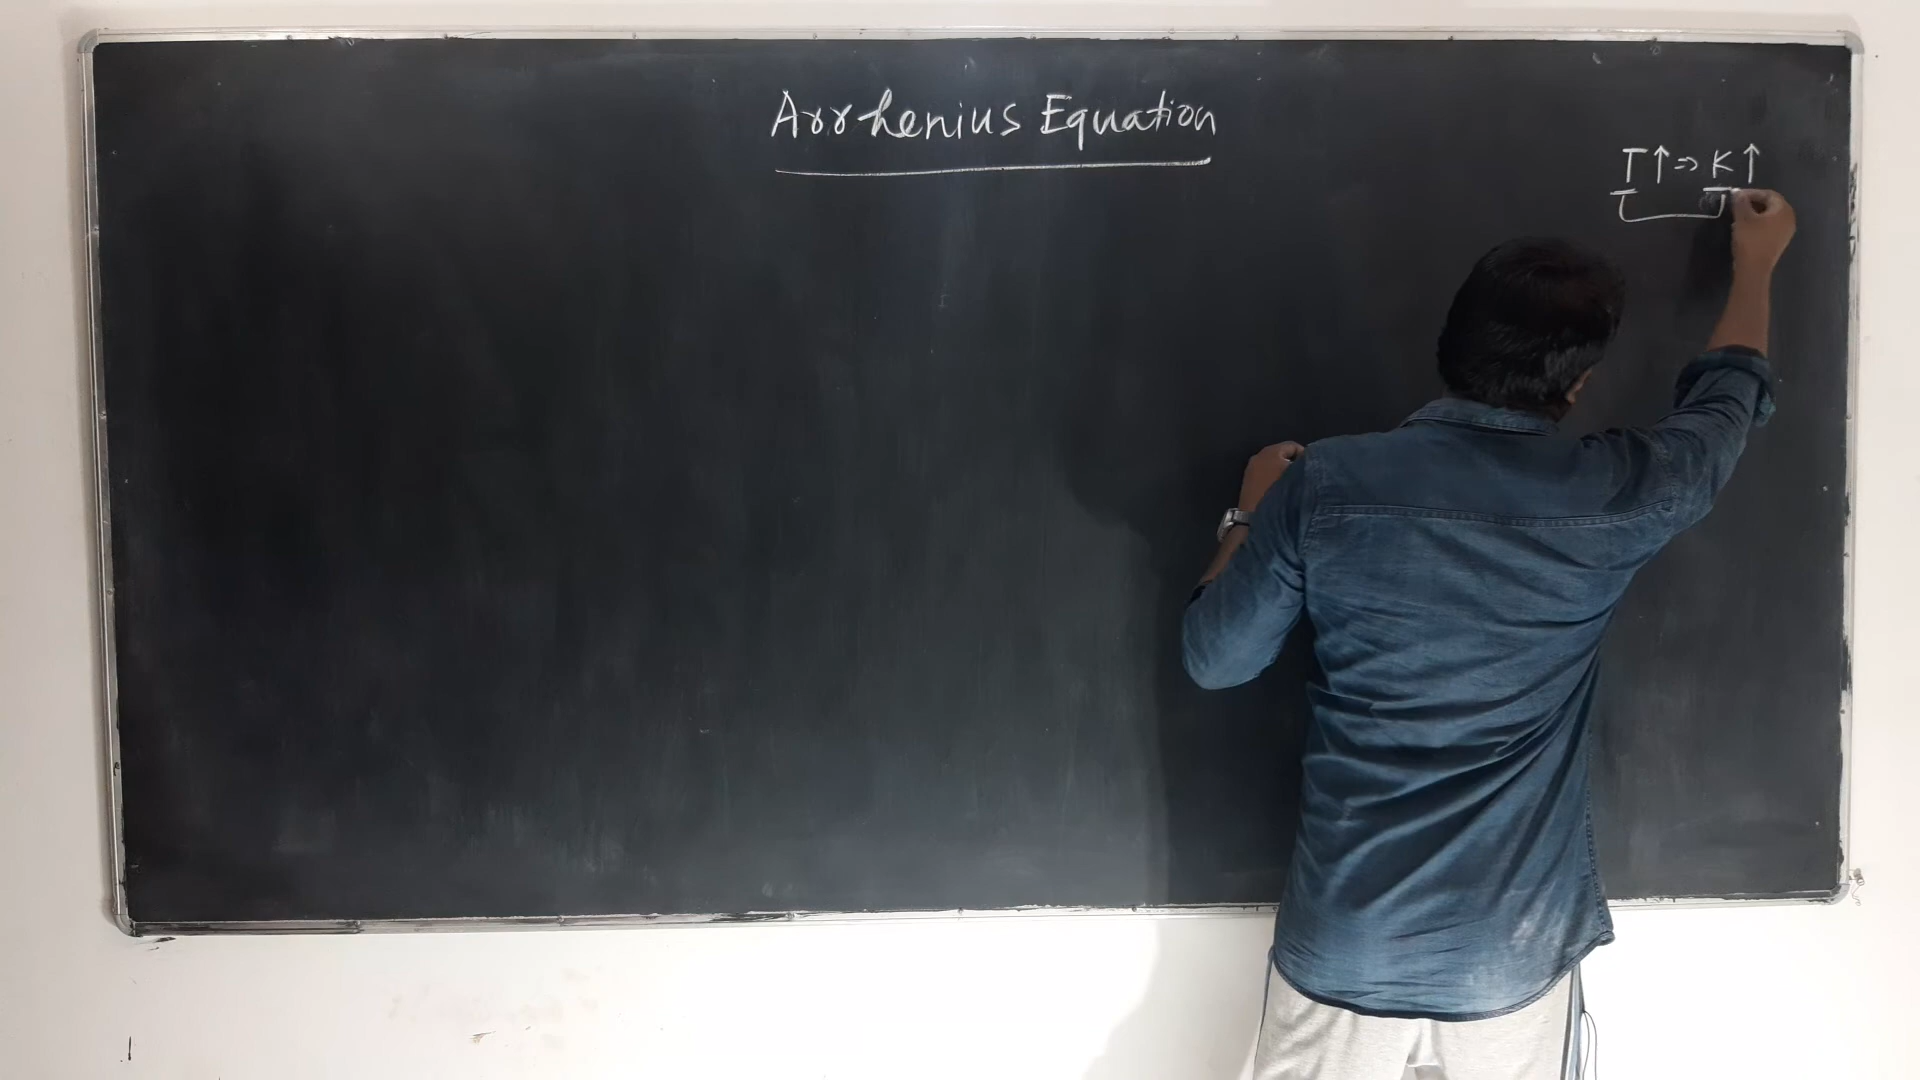 Arrhenius Equation
T↑ ⇒ K↑